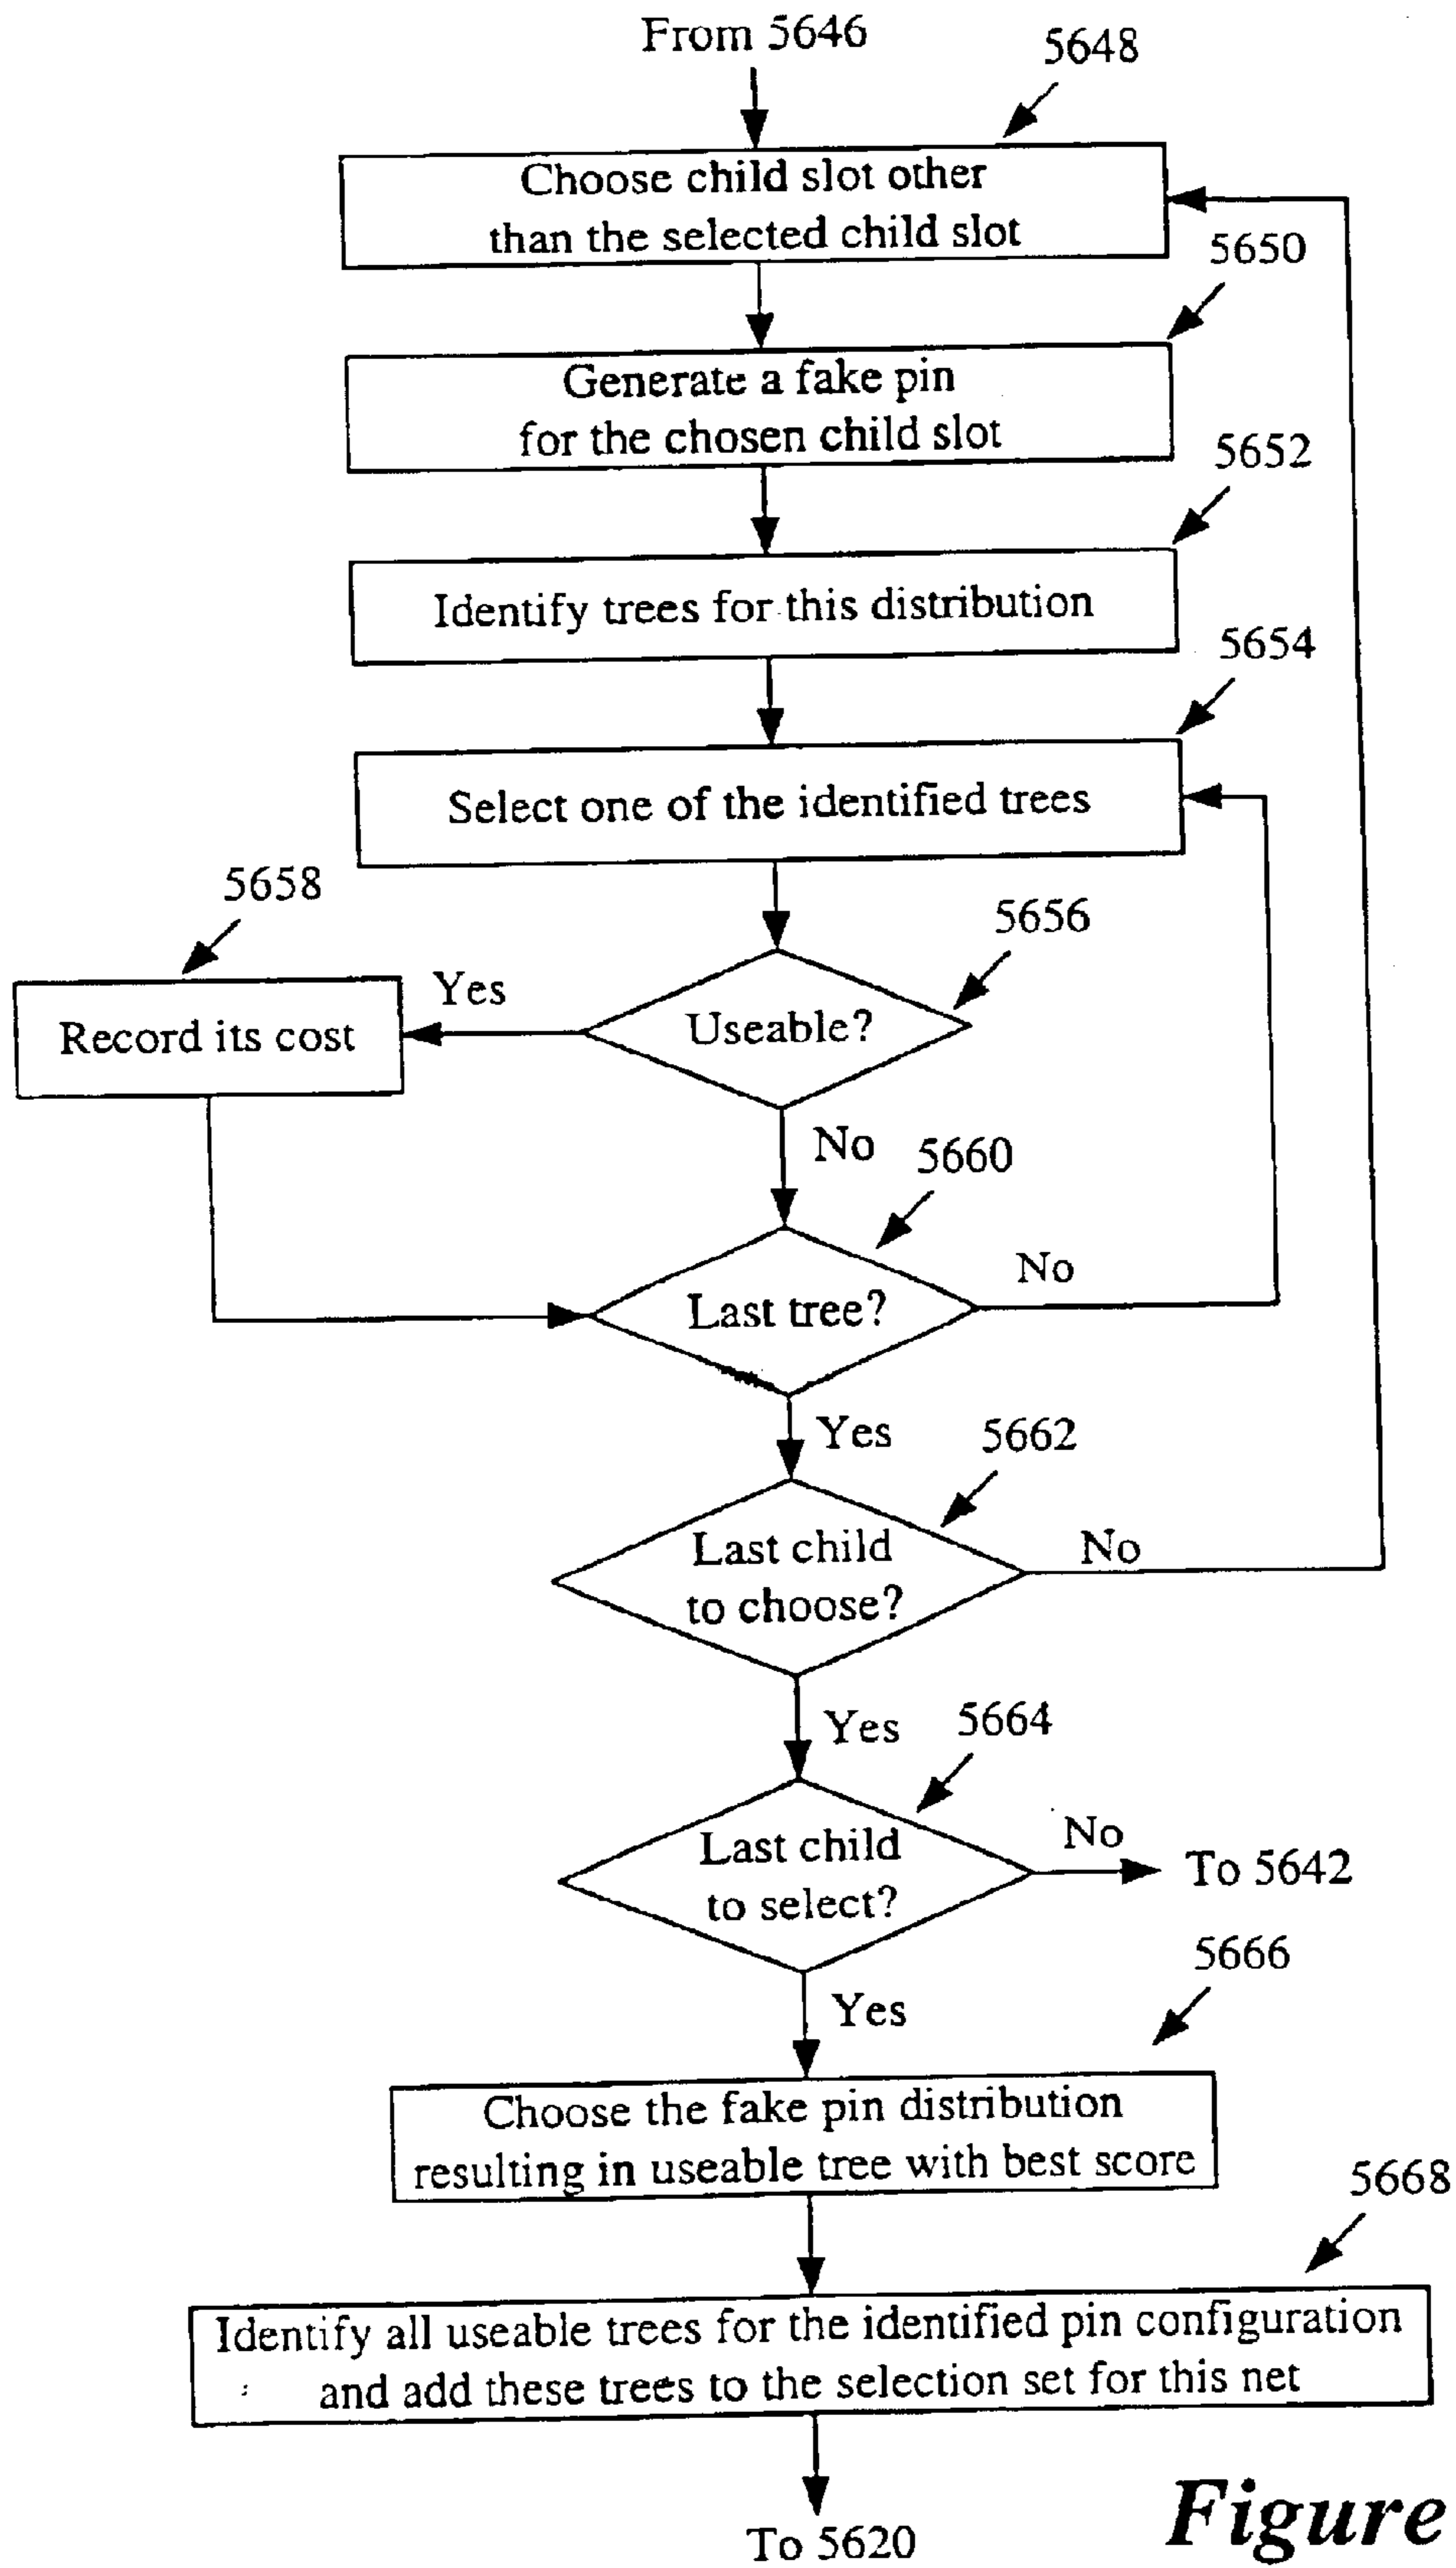 From 5646
5648
Choose child slot other
than the selected child slot
5650
Generate a fake pin
for the chosen child slot
5652
Identify trees for this distribution
5654
Select one of the identified trees
5658
5656
Yes
Record its cost
Useable?
No
5660
No
Last tree?
Yes
5662
Last child
to choose?
No
Yes
5664
Last child
to select?
No
To 5642
5666
Yes
Choose the fake pin distribution
resulting in useable tree with best score
5668
Identify all useable trees for the identified pin configuration
and add these trees to the selection set for this net
To 5620
Figure